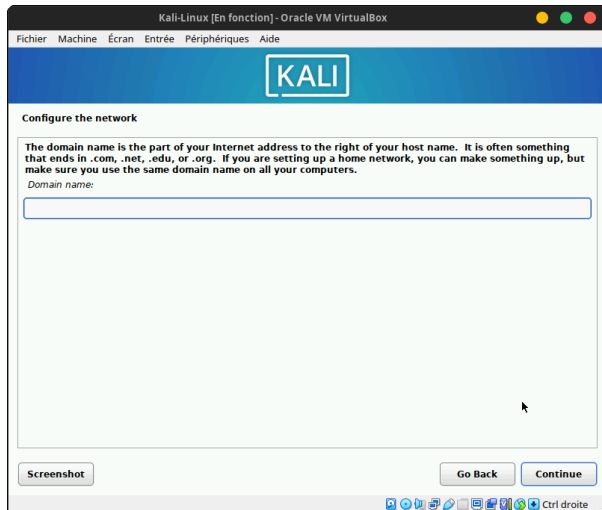 Kali-Linux [En fonction] - Oracle VM VirtualBox
Fichier Machine Écran Entrée Périphériques Aide
KALI
Configure the network
The domain name is the part of your Internet address to the right of your host name. It is often something
that ends in .com, .net, .edu, or .org. If you are setting up a home network, you can make something up, but
make sure you use the same domain name on all your computers.
Domain name:
Screenshot
Go Back
Continue
Ctrl droite